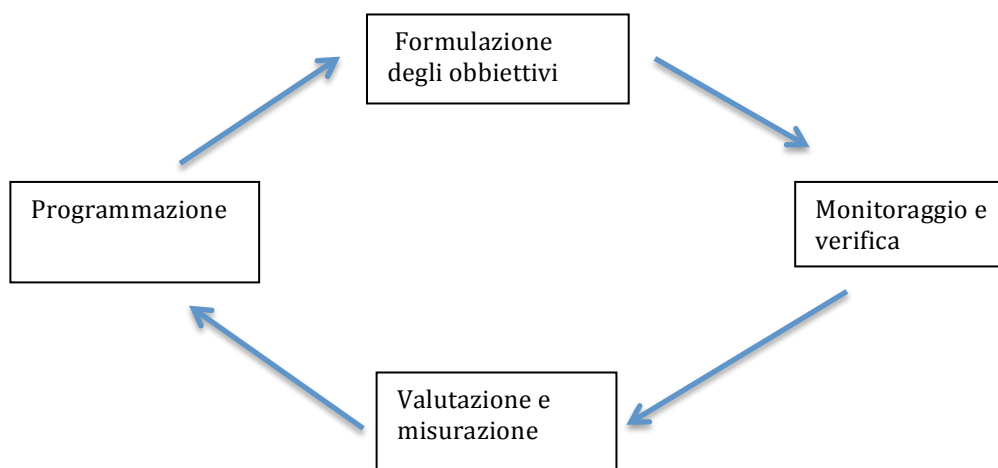 Formulazione
degli obbiettivi
Programmazione
Monitoraggio e
verifica
Valutazione e
misurazione